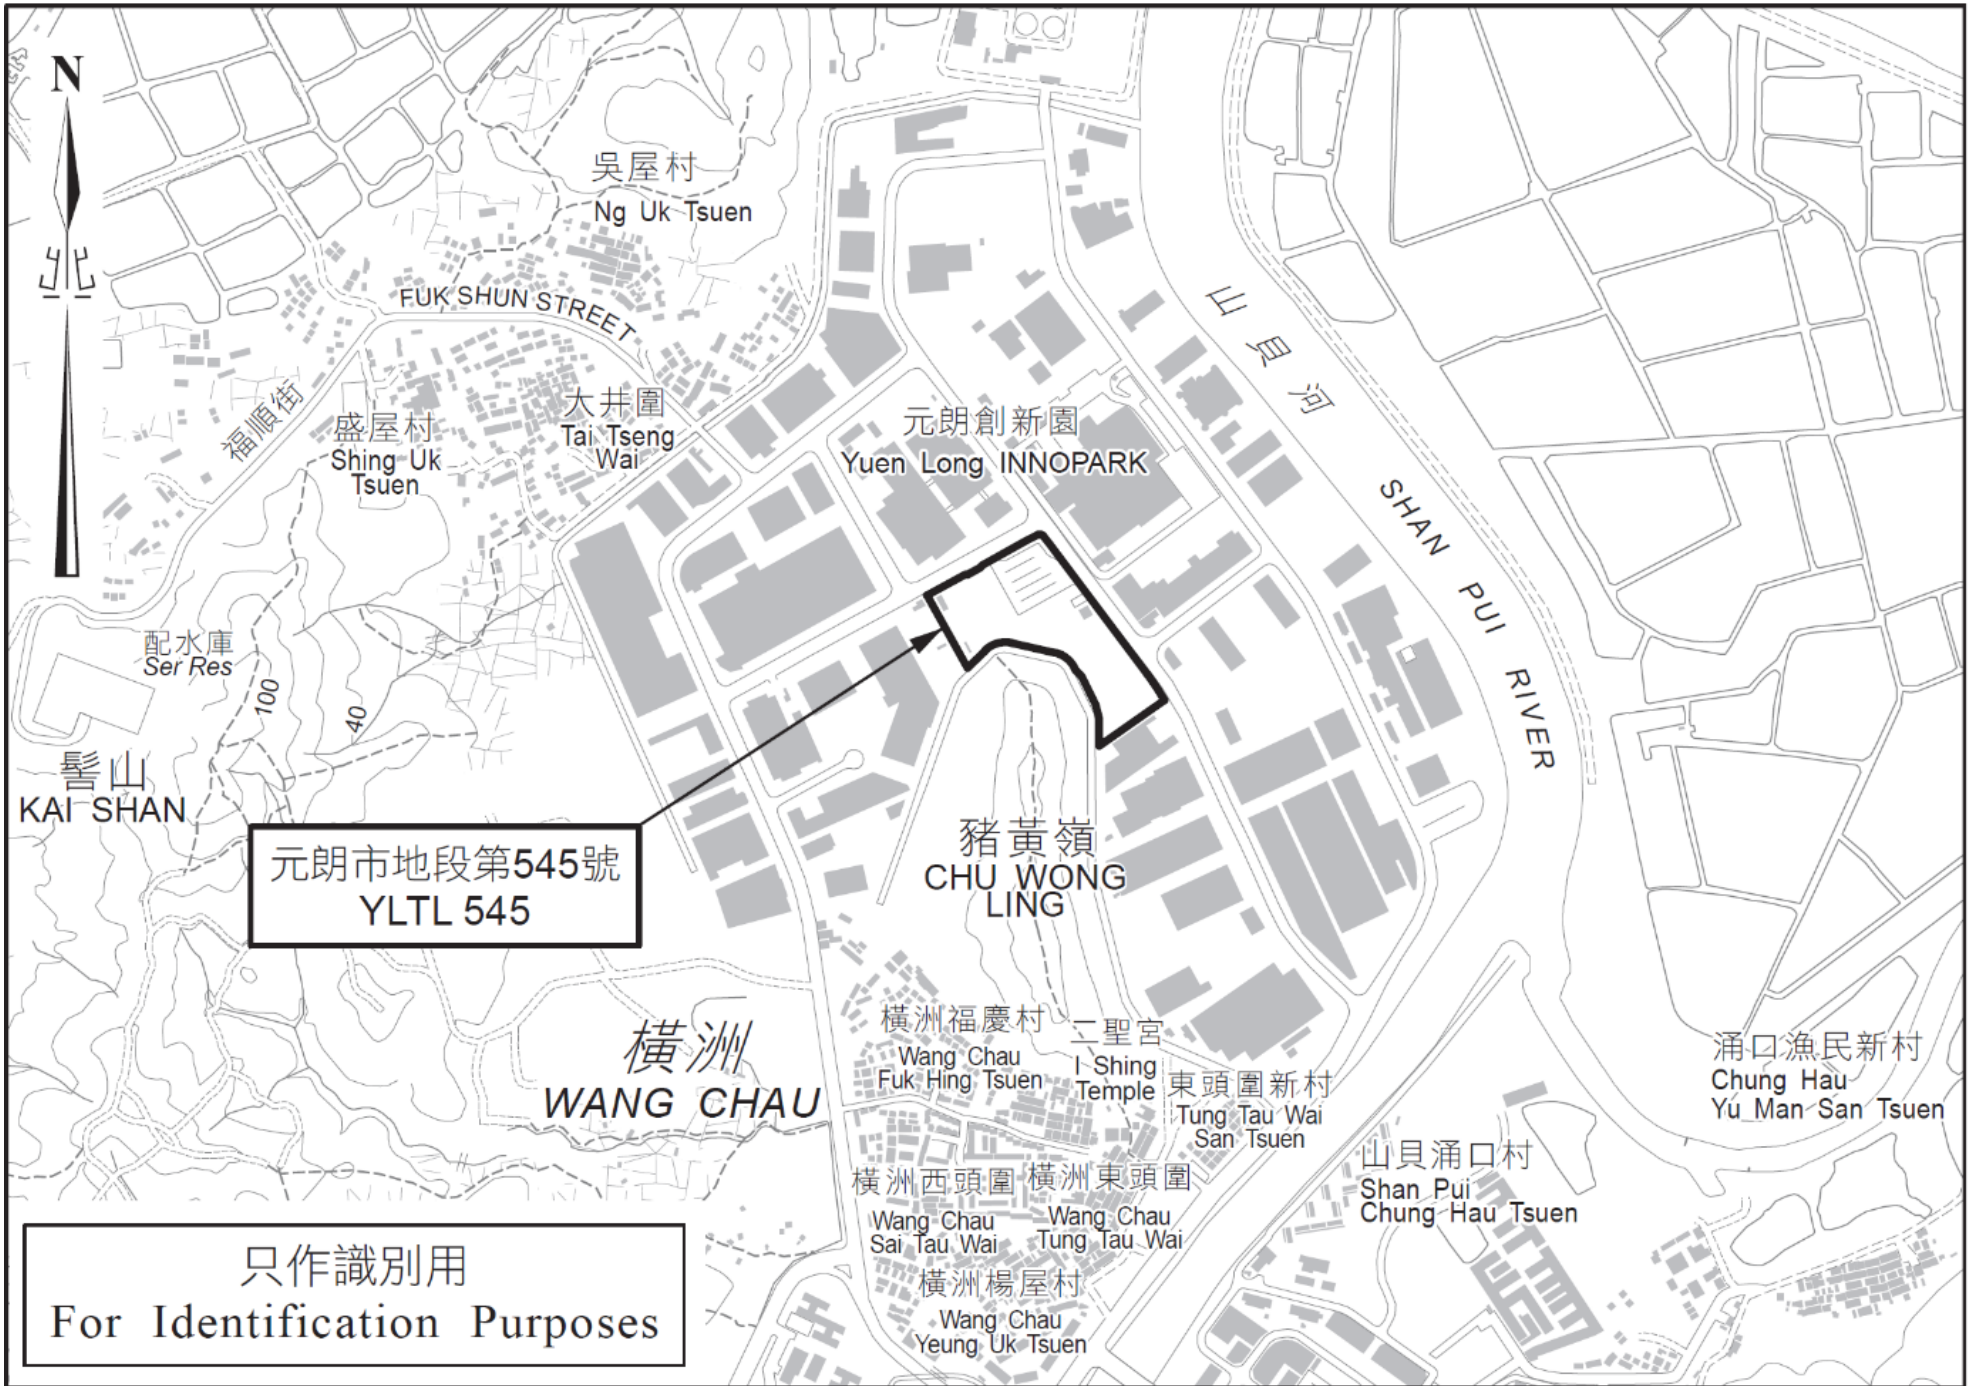 N
吳屋村
Ng Uk Tsuen
FUK SHUN STREET
福順街
盛屋村
Shing Uk
Tsuen
大井圍
Tai Tseng
Wai
元朗創新園
Yuen Long INNOPARK
山貝河
SHAN PUI RIVER
配水庫
Ser Res
100
40
髻山
KAI SHAN
元朗市地段第545號
YLTL 545
豬黃嶺
CHU WONG
LING
橫洲
WANG CHAU
橫洲福慶村
Wang Chau
Fuk Hing Tsuen
二聖宮
I Shing
Temple
東頭圍新村
Tung Tau Wai
San Tsuen
涌口漁民新村
Chung Hau
Yu Man San Tsuen
山貝涌口村
Shan Pui
Chung Hau Tsuen
橫洲西頭圍
Wang Chau
Sai Tau Wai
橫洲東頭圍
Wang Chau
Tung Tau Wai
橫洲楊屋村
Wang Chau
Yeung Uk Tsuen
只作識別用
For Identification Purposes